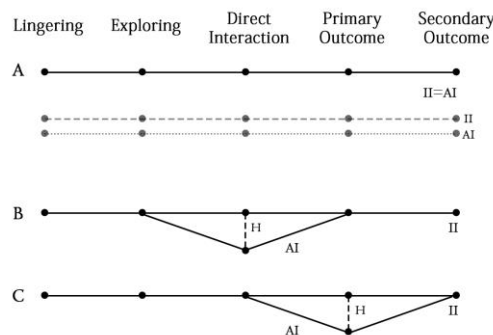 Lingering Exploring Direct Interaction Primary Outcome Secondary Outcome
A
II=AI
II
AI
B
H
AI
II
C
H
AI
II